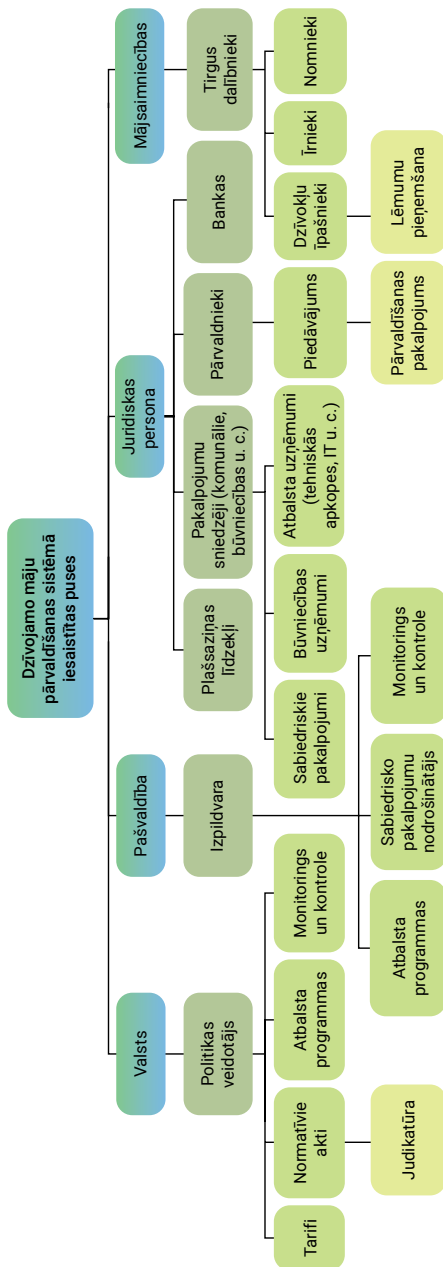 Dzīvojamo māju
pārvaldīšanas sistēmā
iesaistītas puses
Valsts
Pašvaldība
Juridiskas
persona
Mājsaimniecības
Politikas
veidotājs
Izpildvara
Plašsaziņas
līdzekļi
Pakalpojumu
sniedzēji (komunālie,
būvniecības u. c.)
Pārvaldnieki
Bankas
Tirgus
dalībnieki
Tarifi
Normatīvie
akti
Atbalsta
programmas
Monitorings
un kontrole
Sabiedriskie
pakalpojumi
Būvniecības
uzņēmumi
Atbalsta uzņēmumi
(tehniskās
apkopes, IT u. c.)
Piedāvājums
Dzīvokļu
īpašnieki
Īrnieki
Nomnieki
Judikatūra
Atbalsta
programmas
Sabiedrisko
pakalpojumu
nodrošinātājs
Monitorings
un kontrole
Pārvaldīšanas
pakalpojums
Lēmumu
pieņemšana